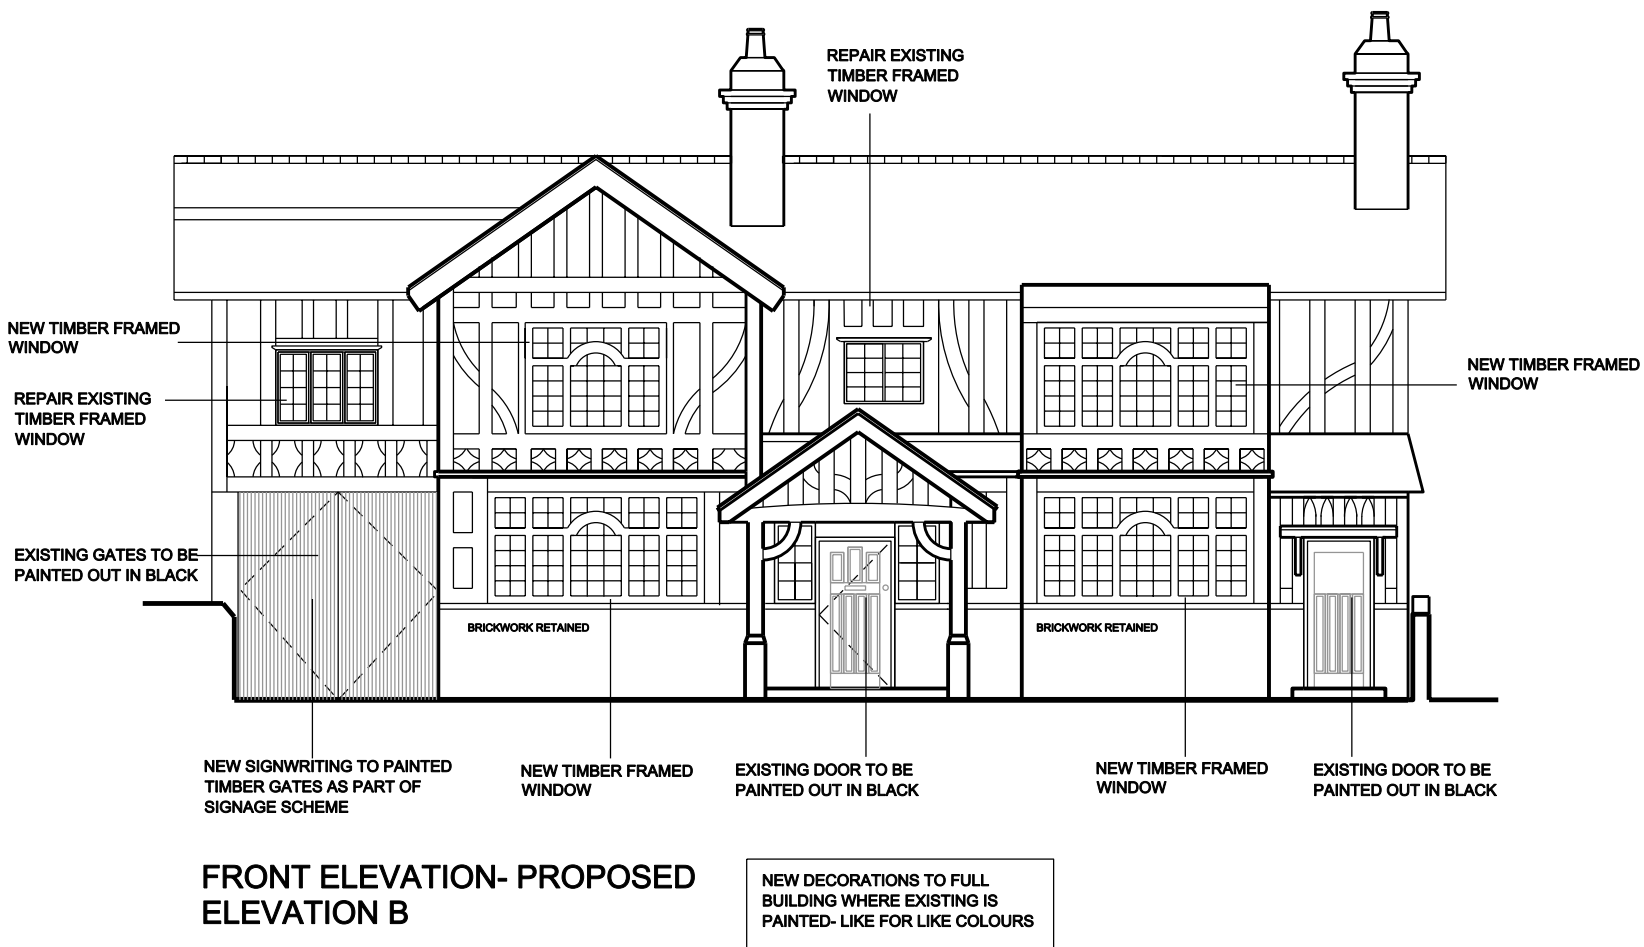 REPAIR EXISTING
TIMBER FRAMED
WINDOW
NEW TIMBER FRAMED
WINDOW
NEW TIMBER FRAMED
WINDOW
REPAIR EXISTING
TIMBER FRAMED
WINDOW
EXISTING GATES TO BE
PAINTED OUT IN BLACK
BRICKWORK RETAINED
BRICKWORK RETAINED
NEW SIGNWRITING TO PAINTED
TIMBER GATES AS PART OF
SIGNAGE SCHEME
NEW TIMBER FRAMED
WINDOW
EXISTING DOOR TO BE
PAINTED OUT IN BLACK
NEW TIMBER FRAMED
WINDOW
EXISTING DOOR TO BE
PAINTED OUT IN BLACK
FRONT ELEVATION- PROPOSED
ELEVATION B
NEW DECORATIONS TO FULL
BUILDING WHERE EXISTING IS
PAINTED- LIKE FOR LIKE COLOURS